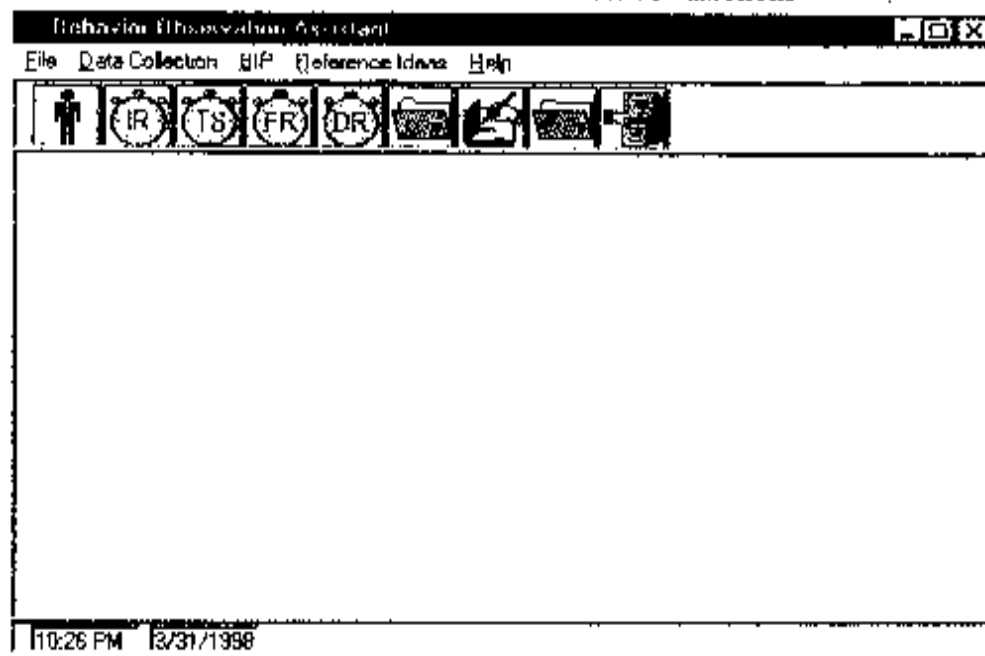 Behavior Observation Assistant
File Data Collection BIP Reference Ideas Help
IR TS FR DR
10:26 PM 3/31/1998